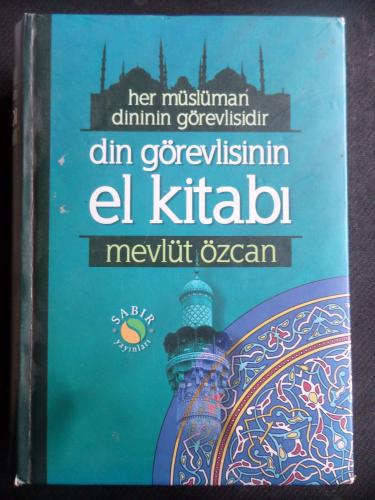 her müslüman
dininin görevlisidir
din görevlisinin
el kitabı
mevlüt özcan
SABIR
yayınları